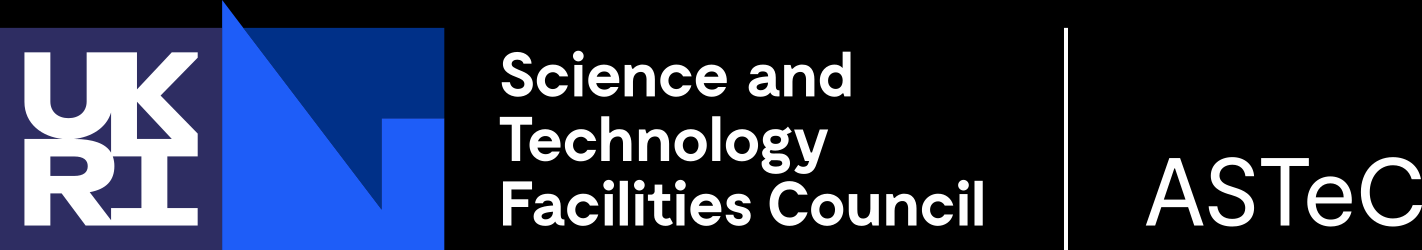 UK
RI
Science and
Technology
Facilities Council
ASTeC